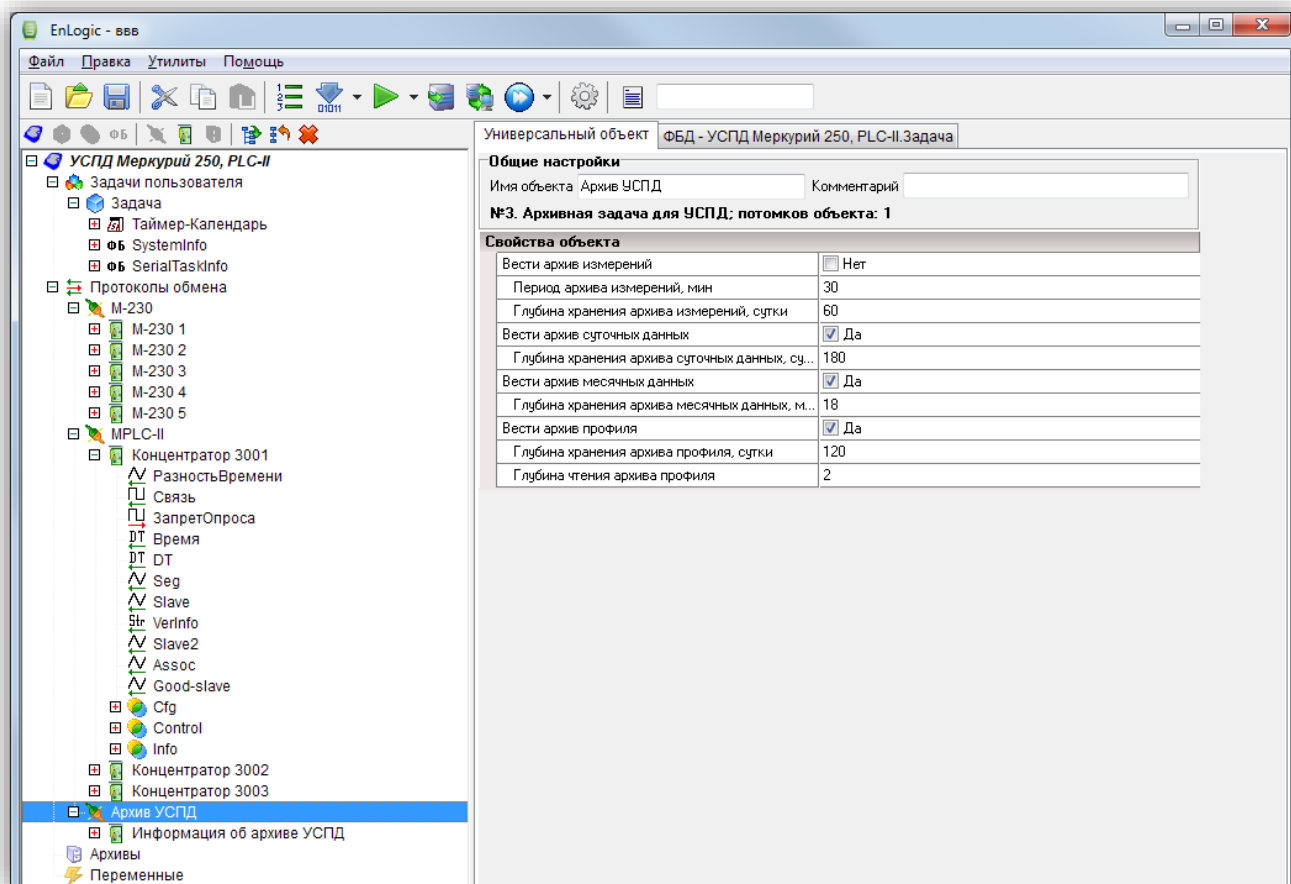 EnLogic - ввв
Файл Правка Утилиты Помощь
УСПД Меркурий 250, PLC-II
Задачи пользователя
Задача
Таймер-Календарь
ФБ SystemInfo
ФБ SerialTaskInfo
Протоколы обмена
М-230
М-230 1
М-230 2
М-230 3
М-230 4
М-230 5
MPLC-II
Концентратор 3001
РазностьВремени
Связь
ЗапретОпроса
DT Время
DT DT
Seg
Slave
Str VerInfo
Slave2
Assoc
Good-slave
Cfg
Control
Info
Концентратор 3002
Концентратор 3003
Архив УСПД
Информация об архиве УСПД
Архивы
Переменные
Универсальный объект ФБД - УСПД Меркурий 250, PLC-II.Задача
Общие настройки
Имя объекта Архив УСПД Комментарий
№3. Архивная задача для УСПД; потомков объекта: 1
Свойства объекта
Вести архив измерений Нет
Период архива измерений, мин 30
Глубина хранения архива измерений, сутки 60
Вести архив суточных данных Да
Глубина хранения архива суточных данных, су... 180
Вести архив месячных данных Да
Глубина хранения архива месячных данных, м... 18
Вести архив профиля Да
Глубина хранения архива профиля, сутки 120
Глубина чтения архива профиля 2